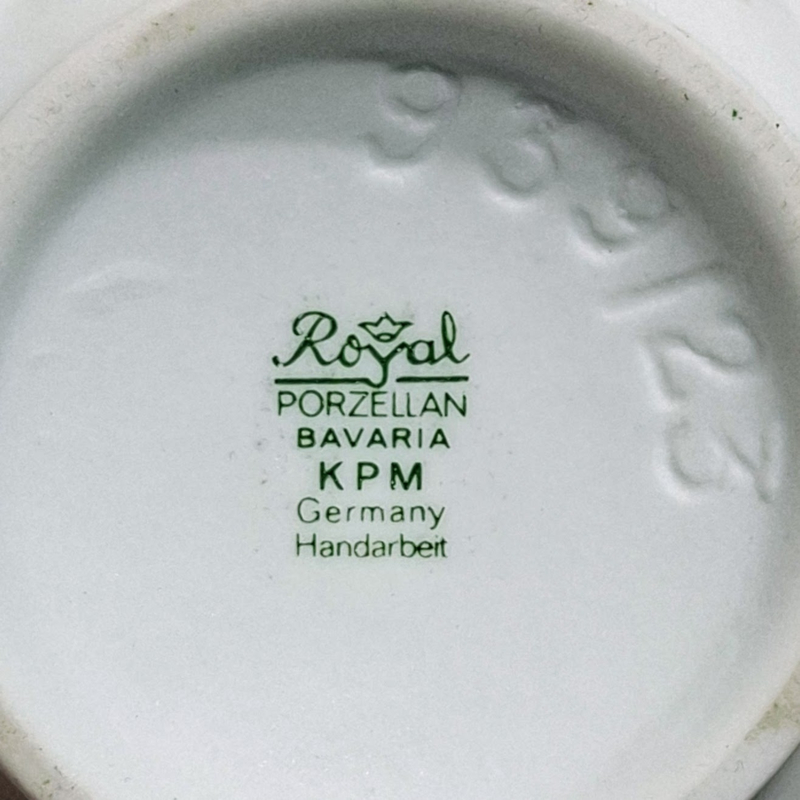 Royal
PORZELLAN
BAVARIA
KPM
Germany
Handarbeit